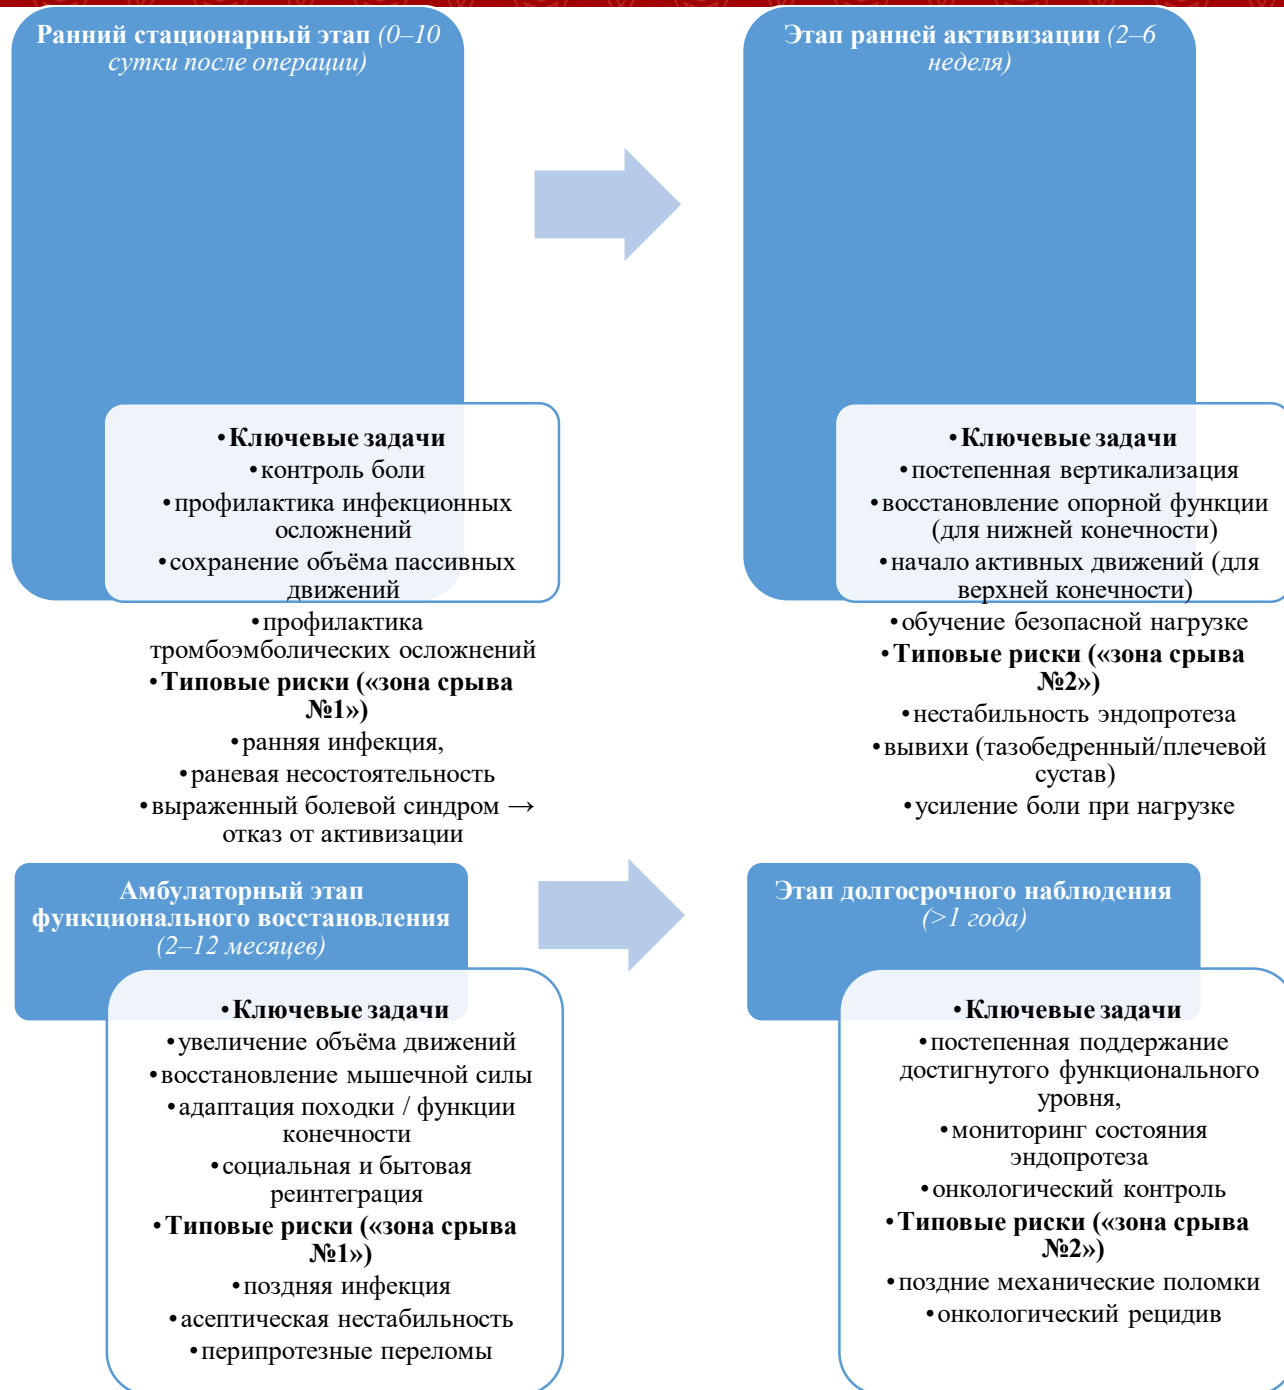 Ранний стационарный этап (0–10
сутки после операции)
•Ключевые задачи
•контроль боли
•профилактика инфекционных
осложнений
•сохранение объёма пассивных
движений
•профилактика
тромбоэмболических осложнений
•Типовые риски («зона срыва
№1»)
•ранняя инфекция,
•раневая несостоятельность
•выраженный болевой синдром →
отказ от активизации
Этап ранней активизации (2–6
неделя)
•Ключевые задачи
•постепенная вертикализация
•восстановление опорной функции
(для нижней конечности)
•начало активных движений (для
верхней конечности)
•обучение безопасной нагрузке
•Типовые риски («зона срыва
№2»)
•нестабильность эндопротеза
•вывихи (тазобедренный/плечевой
сустав)
•усиление боли при нагрузке
Амбулаторный этап
функционального восстановления
(2–12 месяцев)
•Ключевые задачи
•увеличение объёма движений
•восстановление мышечной силы
•адаптация походки / функции
конечности
•социальная и бытовая
реинтеграция
•Типовые риски («зона срыва
№1»)
•поздняя инфекция
•асептическая нестабильность
•перипротезные переломы
Этап долгосрочного наблюдения
(>1 года)
•Ключевые задачи
•постепенная поддержание
достигнутого функционального
уровня,
•мониторинг состояния
эндопротеза
•онкологический контроль
•Типовые риски («зона срыва
№2»)
•поздние механические поломки
•онкологический рецидив